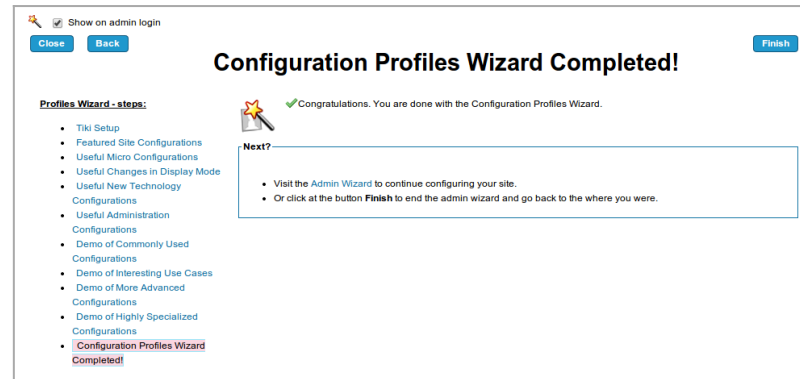 Show on admin login
Close Back Finish
Configuration Profiles Wizard Completed!
Profiles Wizard - steps:
Tiki Setup
Featured Site Configurations
Useful Micro Configurations
Useful Changes in Display Mode
Useful New Technology
Configurations
Useful Administration
Configurations
Demo of Commonly Used
Configurations
Demo of Interesting Use Cases
Demo of More Advanced
Configurations
Demo of Highly Specialized
Configurations
Configuration Profiles Wizard
Completed!
Congratulations. You are done with the Configuration Profiles Wizard.
Next?
Visit the Admin Wizard to continue configuring your site.
Or click at the button Finish to end the admin wizard and go back to the where you were.